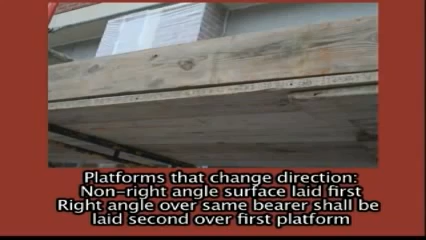 Platforms that change direction:
Non-right angle surface laid first
Right angle over same bearer shall be
laid second over first platform